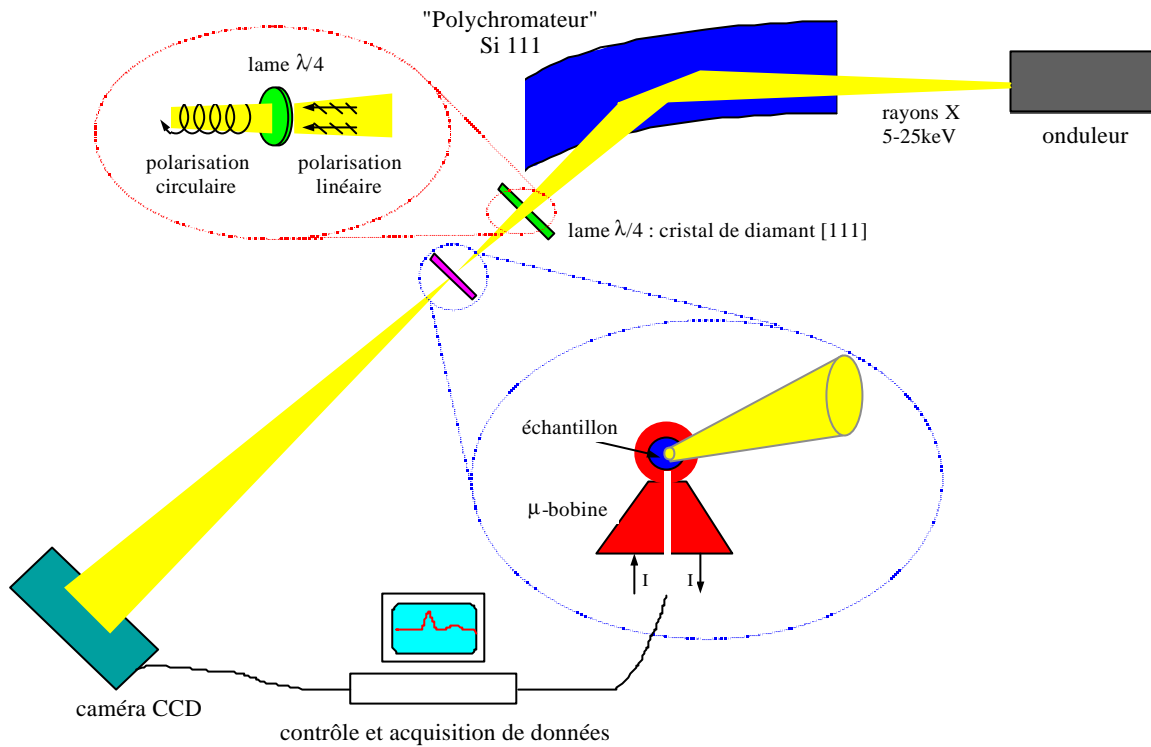 "Polychromateur"
Si 111
lame λ/4
polarisation
circulaire
polarisation
linéaire
rayons X
5-25keV
onduleur
lame λ/4 : cristal de diamant [111]
échantillon
μ-bobine
I
I
caméra CCD
contrôle et acquisition de données